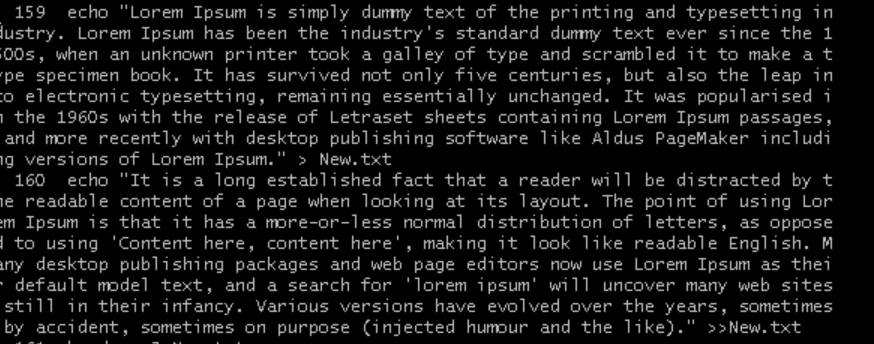 159 echo "Lorem Ipsum is simply dummy text of the printing and typesetting in
dustry. Lorem Ipsum has been the industry's standard dummy text ever since the 1
500s, when an unknown printer took a galley of type and scrambled it to make a t
ype specimen book. It has survived not only five centuries, but also the leap in
to electronic typesetting, remaining essentially unchanged. It was popularised i
n the 1960s with the release of Letraset sheets containing Lorem Ipsum passages,
and more recently with desktop publishing software like Aldus PageMaker includi
ng versions of Lorem Ipsum." > New.txt
160 echo "It is a long established fact that a reader will be distracted by t
he readable content of a page when looking at its layout. The point of using Lor
em Ipsum is that it has a more-or-less normal distribution of letters, as oppose
d to using 'Content here, content here', making it look like readable English. M
any desktop publishing packages and web page editors now use Lorem Ipsum as thei
r default model text, and a search for 'lorem ipsum' will uncover many web sites
still in their infancy. Various versions have evolved over the years, sometimes
by accident, sometimes on purpose (injected humour and the like)." >>New.txt